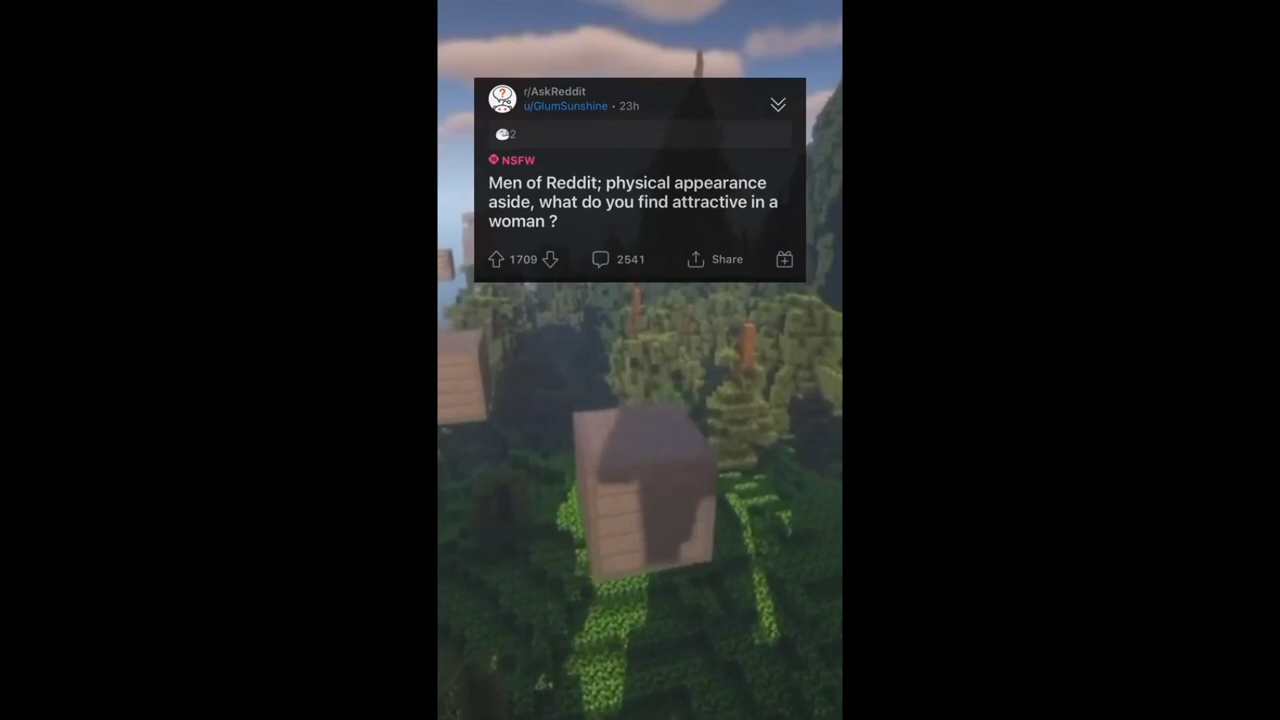 r/AskReddit
u/GlumSunshine • 23h
2
NSFW
Men of Reddit; physical appearance
aside, what do you find attractive in a
woman ?
1709 2541 Share